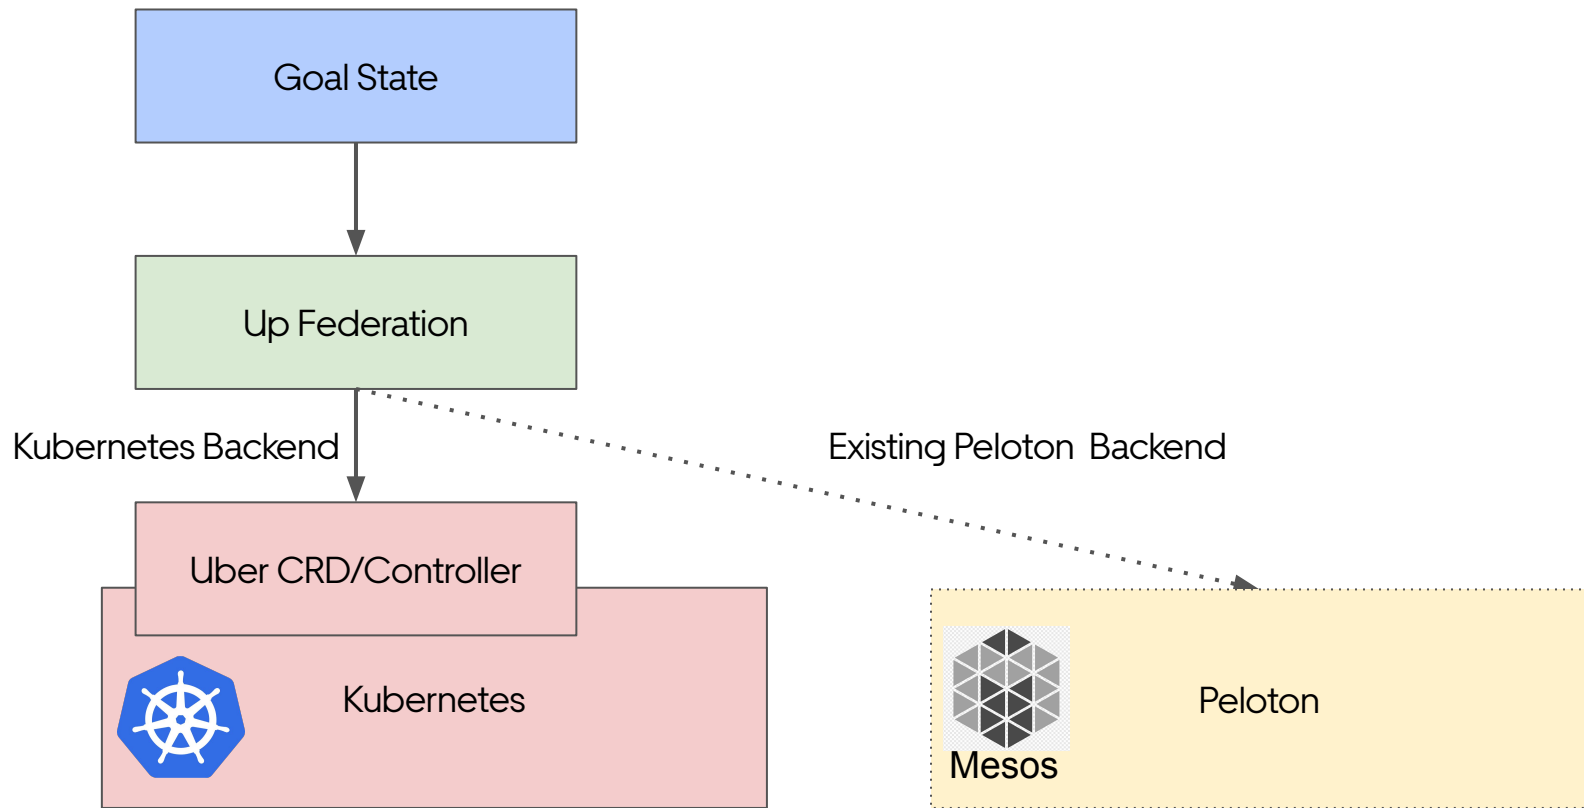 Goal State
Up Federation
Kubernetes Backend
Existing Peloton Backend
Uber CRD/Controller
Kubernetes
Peloton
Mesos